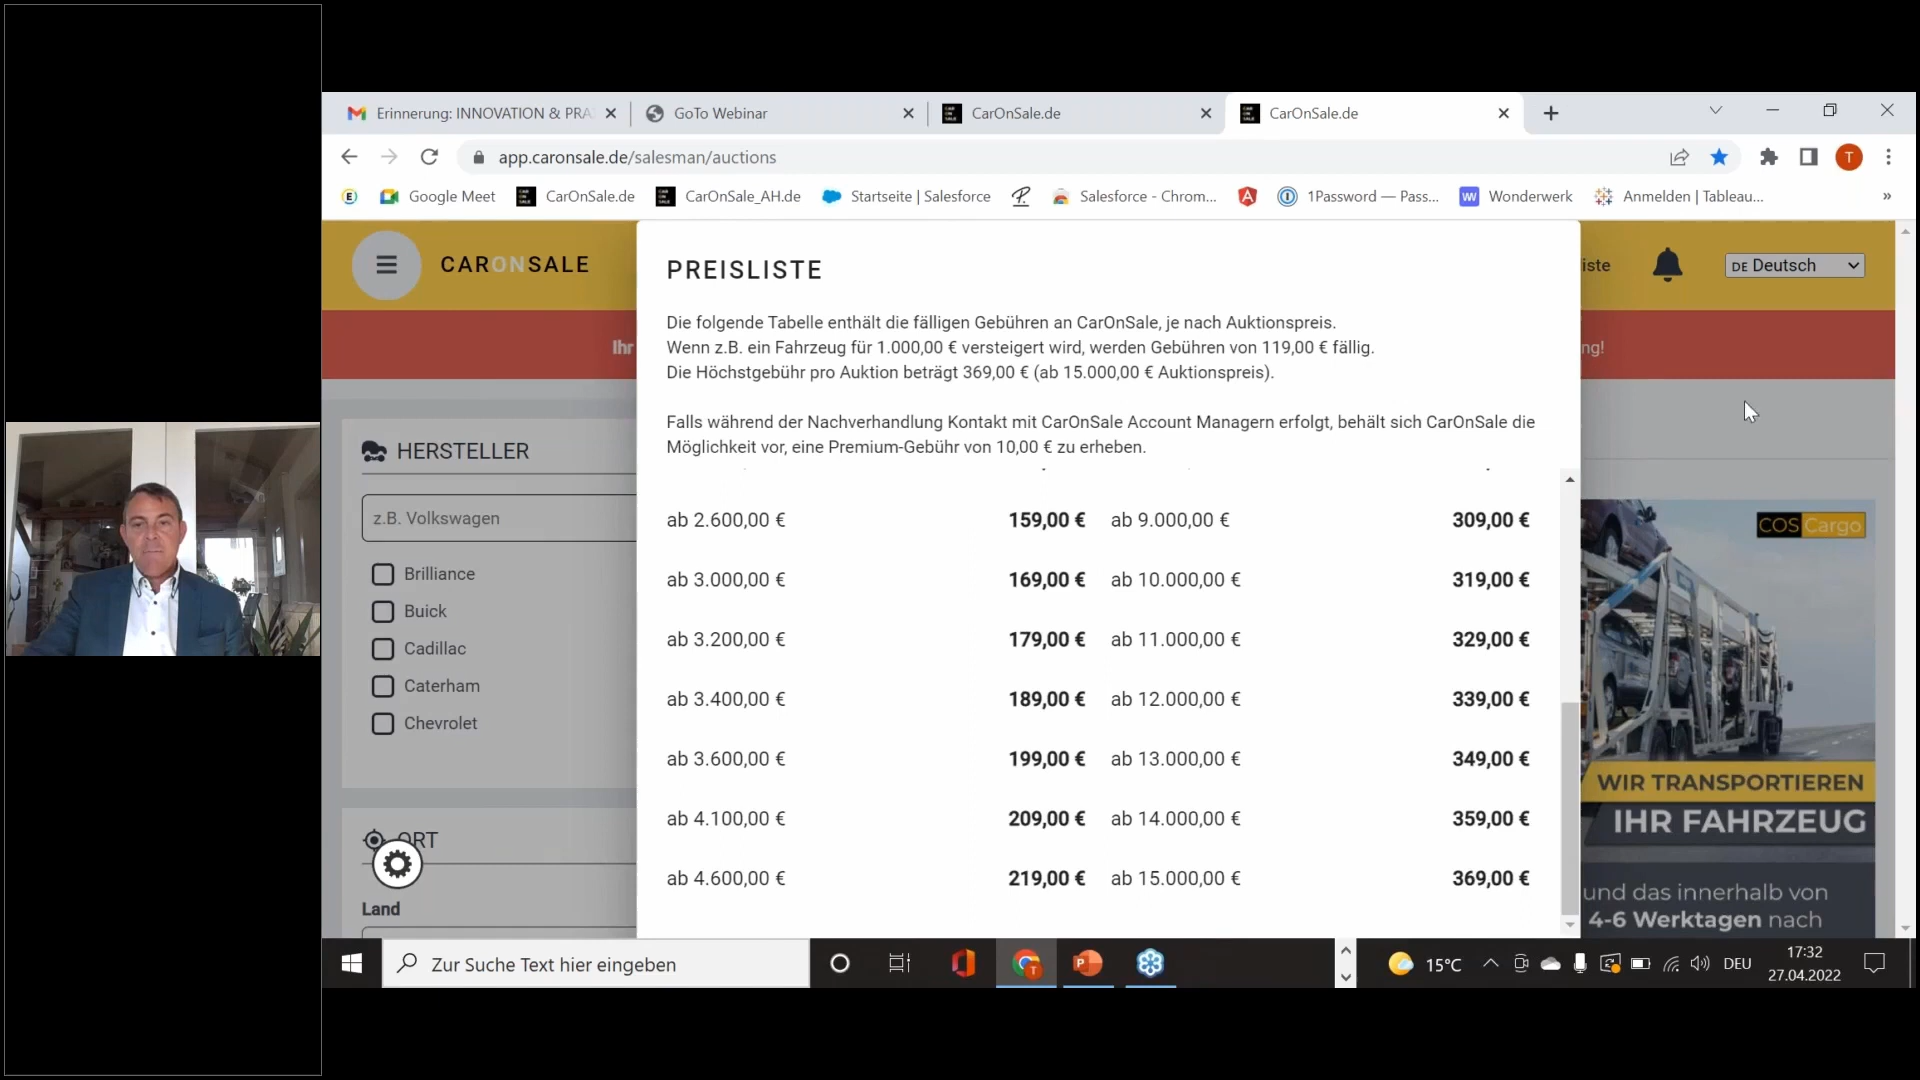 Erinnerung: INNOVATION & PRA
GoTo Webinar
CarOnSale.de
CarOnSale.de
app.caronsale.de/salesman/auctions
T
E
Google Meet
CarOnSale.de
CarOnSale_AH.de
Startseite | Salesforce
Salesforce - Chrom...
1Password — Pass...
W
Wonderwerk
Anmelden | Tableau...
»
CARONSALE
iste
DE Deutsch
Ihr
ng!
PREISLISTE
Die folgende Tabelle enthält die fälligen Gebühren an CarOnSale, je nach Auktionspreis.
Wenn z.B. ein Fahrzeug für 1.000,00 € versteigert wird, werden Gebühren von 119,00 € fällig.
Die Höchstgebühr pro Auktion beträgt 369,00 € (ab 15.000,00 € Auktionspreis).
Falls während der Nachverhandlung Kontakt mit CarOnSale Account Managern erfolgt, behält sich CarOnSale die
Möglichkeit vor, eine Premium-Gebühr von 10,00 € zu erheben.
ab 2.600,00 € 159,00 € ab 9.000,00 € 309,00 €
ab 3.000,00 € 169,00 € ab 10.000,00 € 319,00 €
ab 3.200,00 € 179,00 € ab 11.000,00 € 329,00 €
ab 3.400,00 € 189,00 € ab 12.000,00 € 339,00 €
ab 3.600,00 € 199,00 € ab 13.000,00 € 349,00 €
ab 4.100,00 € 209,00 € ab 14.000,00 € 359,00 €
ab 4.600,00 € 219,00 € ab 15.000,00 € 369,00 €
HERSTELLER
z.B. Volkswagen
Brilliance
Buick
Cadillac
Caterham
Chevrolet
ORT
Land
COS Cargo
WIR TRANSPORTIEREN
IHR FAHRZEUG
und das innerhalb von
4-6 Werktagen nach
Zur Suche Text hier eingeben
15°C
DEU
17:32
27.04.2022